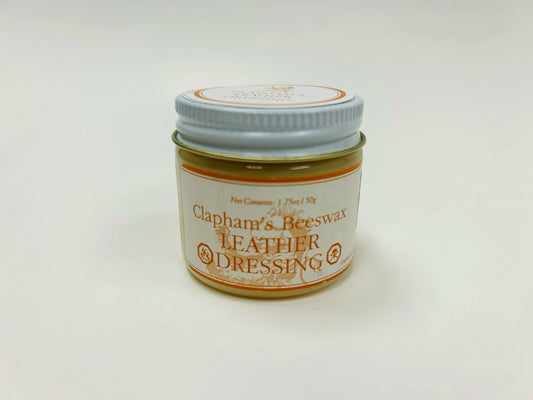 Net Contents: 1.75oz / 50g
Clapham's Beeswax
LEATHER
DRESSING